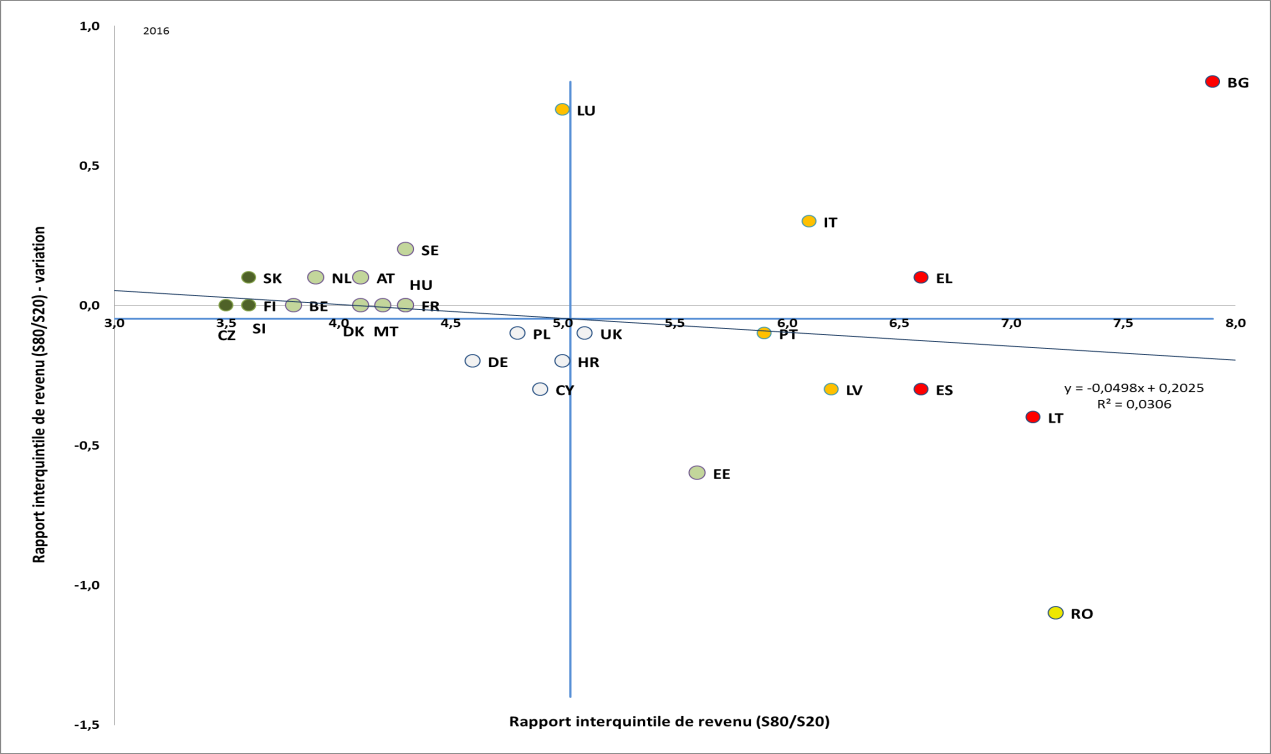 1,0
2016
BG
LU
0,5
IT
SE
SK
NL
AT
EL
HU
0,0
FI
BE
FR
3,0
3,5
4,0
4,5
5,0
5,5
6,0
6,5
7,0
7,5
8,0
CZ
SI
DK
MT
PL
UK
PT
DE
HR
CY
LV
ES
y = -0,0498x + 0,2025
R² = 0,0306
LT
-0,5
EE
-1,0
RO
-1,5
Rapport interquintile de revenu (S80/S20) - variation
Rapport interquintile de revenu (S80/S20)